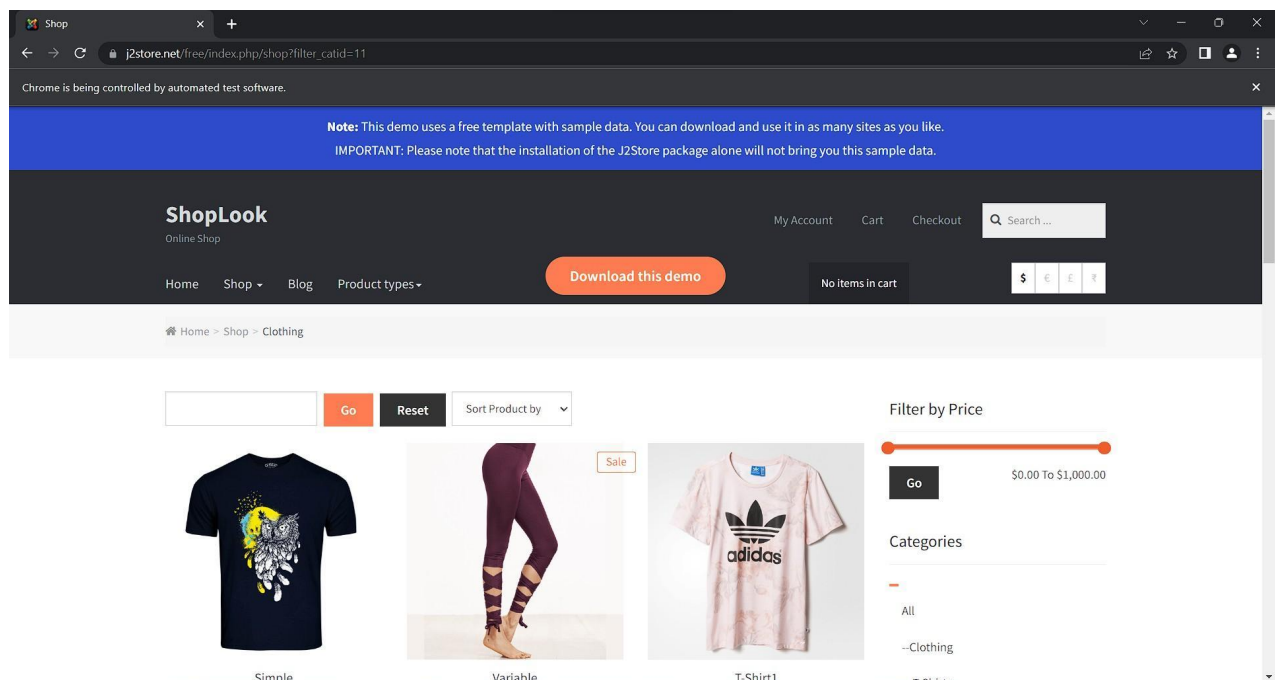 Shop
j2store.net/free/index.php/shop?filter_catid=11
Chrome is being controlled by automated test software.
Note: This demo uses a free template with sample data. You can download and use it in as many sites as you like.
IMPORTANT: Please note that the installation of the J2Store package alone will not bring you this sample data.
ShopLook
Online Shop
My Account Cart Checkout Search ...
Home Shop Blog Product types Download this demo No items in cart $ € £ ₹
Home > Shop > Clothing
Go Reset Sort Product by
Filter by Price
$0.00 To $1,000.00
Go
Sale
adidas
Categories
All
--Clothing
Simple Variable T-Shirt1